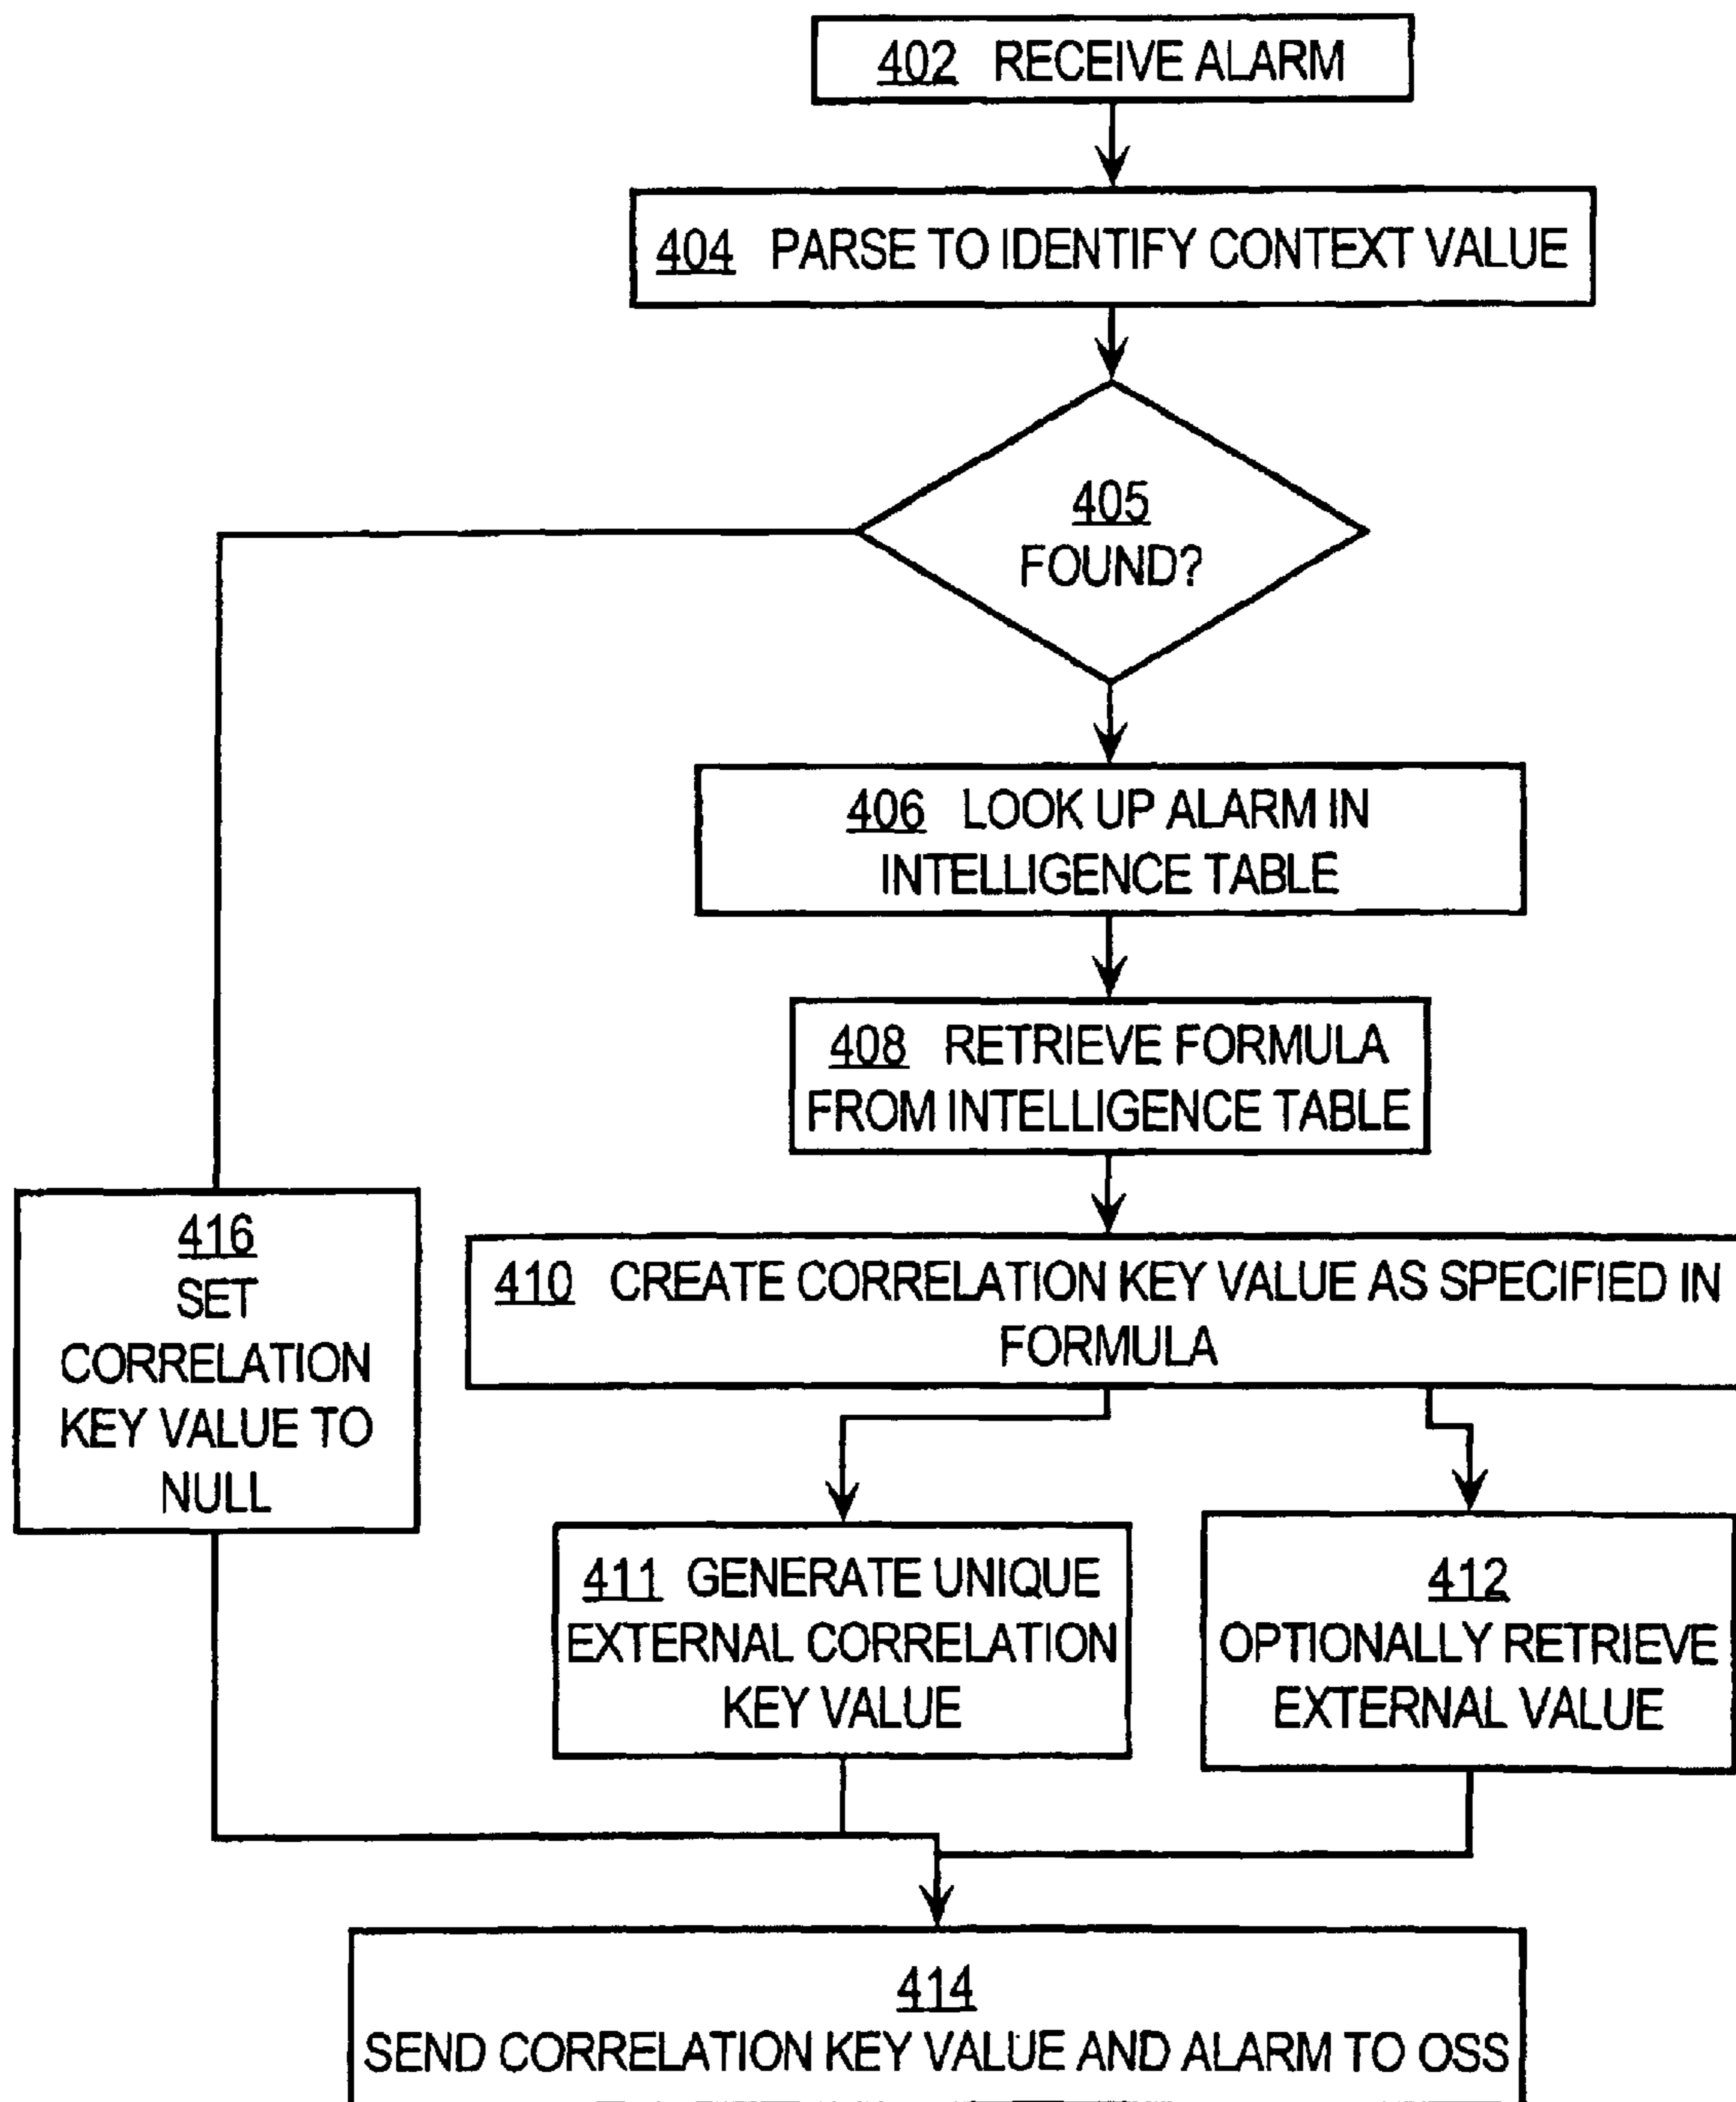 402 RECEIVE ALARM
404 PARSE TO IDENTIFY CONTEXT VALUE
405
FOUND?
406 LOOK UP ALARM IN
INTELLIGENCE TABLE
408 RETRIEVE FORMULA
FROM INTELLIGENCE TABLE
416
SET
CORRELATION
KEY VALUE TO
NULL
410 CREATE CORRELATION KEY VALUE AS SPECIFIED IN
FORMULA
411 GENERATE UNIQUE
EXTERNAL CORRELATION
KEY VALUE
412
OPTIONALLY RETRIEVE
EXTERNAL VALUE
414
SEND CORRELATION KEY VALUE AND ALARM TO OSS